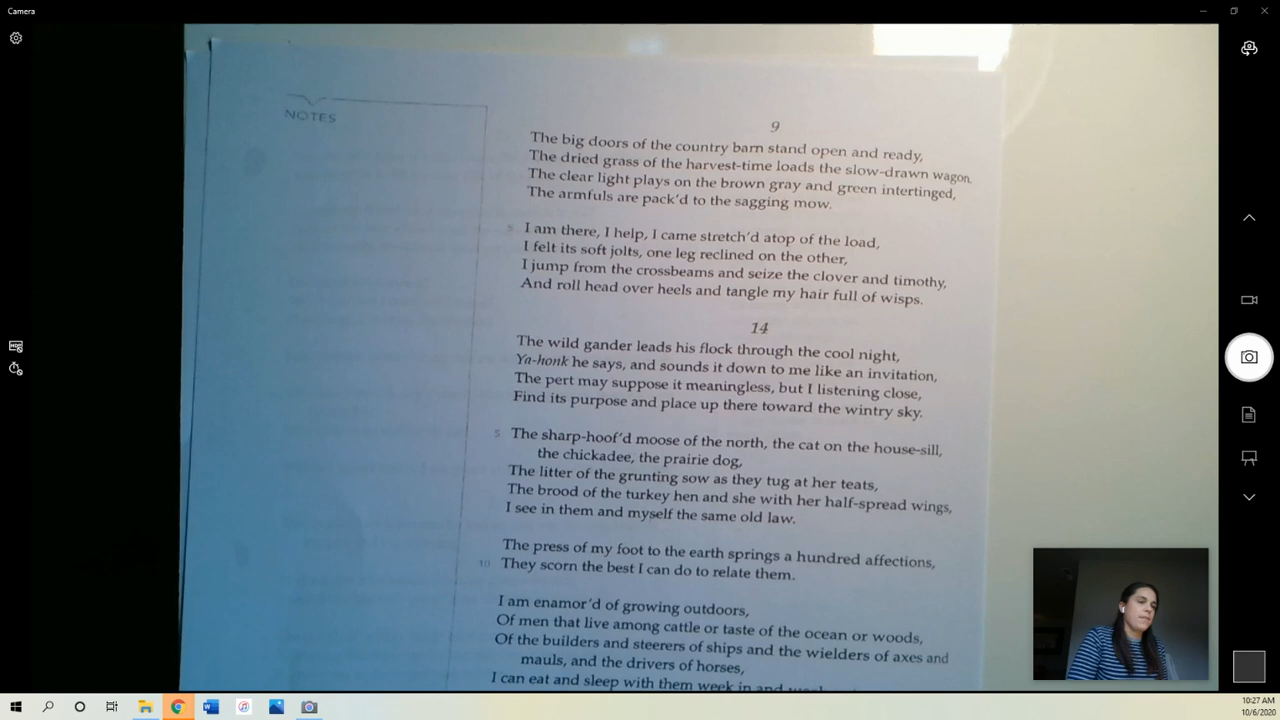 Camera
NOTES
9
The big doors of the country barn stand open and ready,
The dried grass of the harvest-time loads the slow-drawn wagon.
The clear light plays on the brown gray and green intertinged,
The armfuls are pack'd to the sagging mow.
5 I am there, I help, I came stretch'd atop of the load,
I felt its soft jolts, one leg reclined on the other,
I jump from the crossbeams and seize the clover and timothy,
And roll head over heels and tangle my hair full of wisps.
14
The wild gander leads his flock through the cool night,
Ya-honk he says, and sounds it down to me like an invitation,
The pert may suppose it meaningless, but I listening close,
Find its purpose and place up there toward the wintry sky.
5 The sharp-hoof'd moose of the north, the cat on the house-sill,
the chickadee, the prairie dog,
The litter of the grunting sow as they tug at her teats,
The brood of the turkey hen and she with her half-spread wings,
I see in them and myself the same old law.
The press of my foot to the earth springs a hundred affections,
10 They scorn the best I can do to relate them.
I am enamor'd of growing outdoors,
Of men that live among cattle or taste of the ocean or woods,
Of the builders and steerers of ships and the wielders of axes and
mauls, and the drivers of horses,
I can eat and sleep with them week in and
10:27 AM
10/6/2020